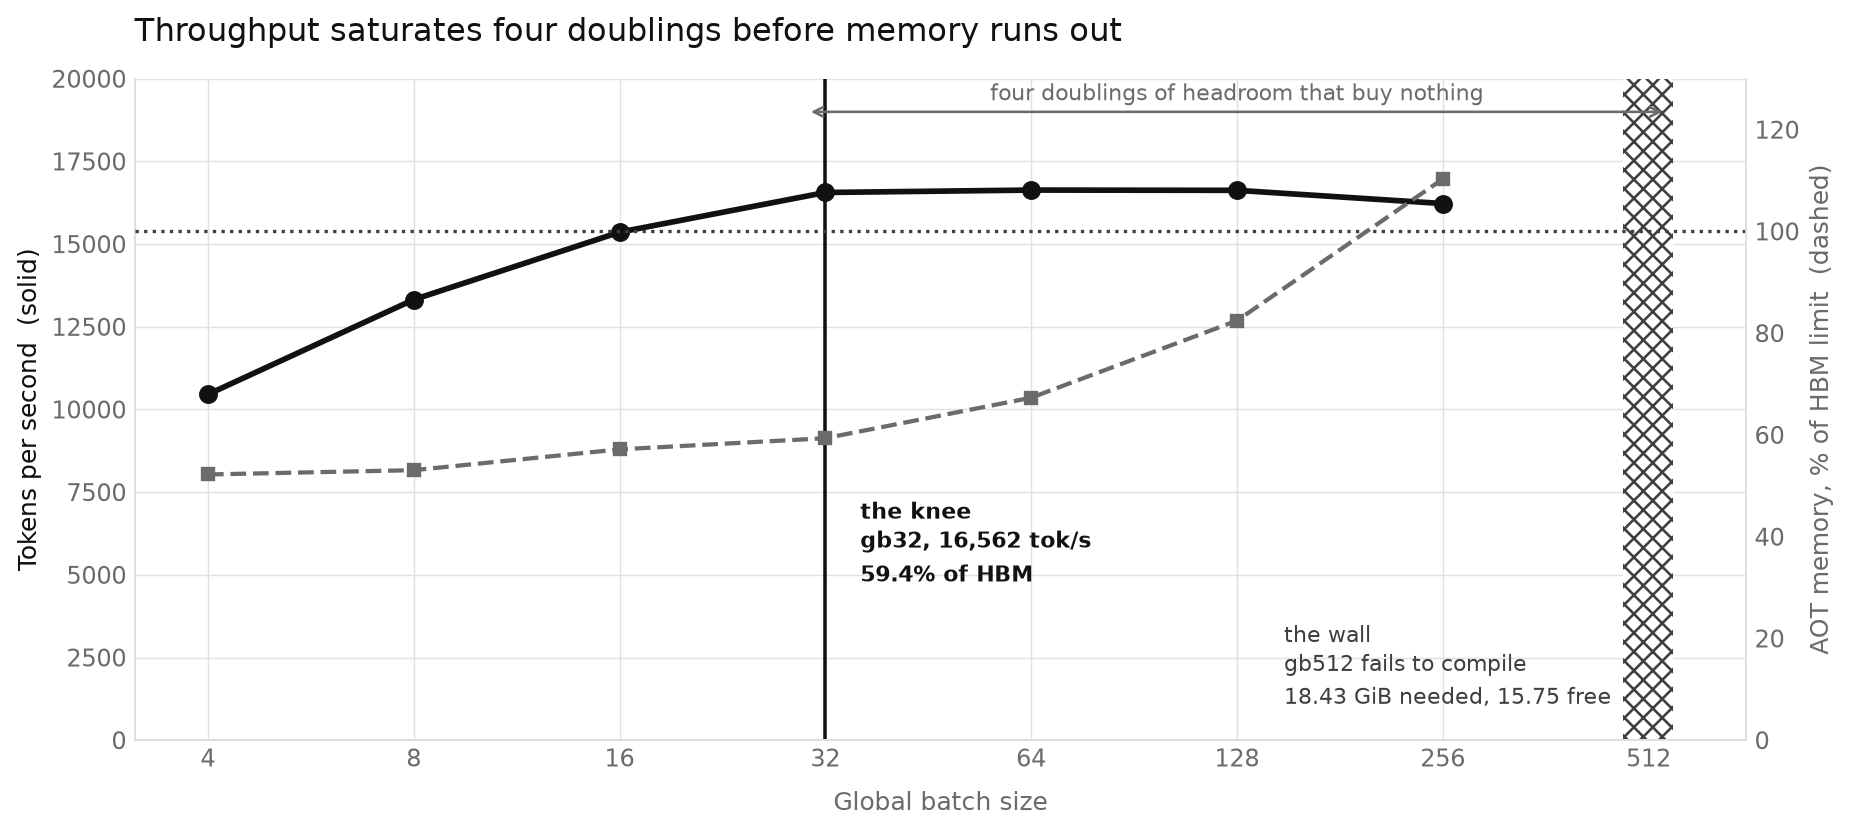 Throughput saturates four doublings before memory runs out
20000
17500
15000
12500
10000
7500
5000
2500
0
Tokens per second  (solid)
four doublings of headroom that buy nothing
the knee
gb32, 16,562 tok/s
59.4% of HBM
the wall
gb512 fails to compile
18.43 GiB needed, 15.75 free
120
100
80
60
40
20
0
AOT memory, % of HBM limit  (dashed)
4 8 16 32 64 128 256 512
Global batch size